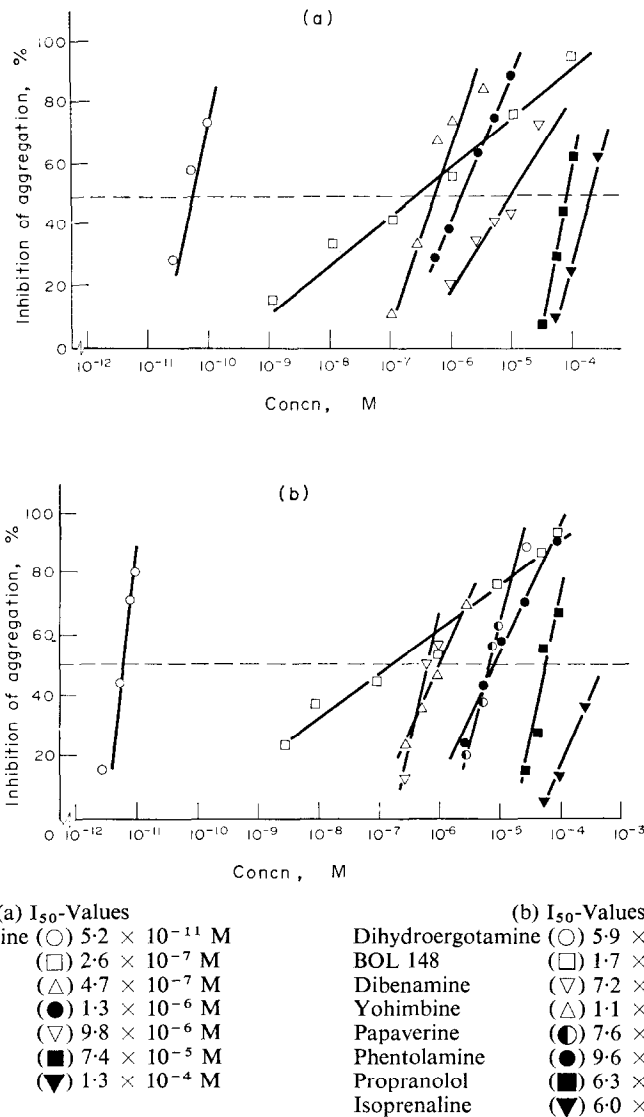 (a)
Inhibition of aggregation, %
100
80
60
40
20
0
10⁻¹² 10⁻¹¹ 10⁻¹⁰ 10⁻⁹ 10⁻⁸ 10⁻⁷ 10⁻⁶ 10⁻⁵ 10⁻⁴
Concn, M
(b)
Inhibition of aggregation, %
100
80
60
40
20
0 10⁻¹² 10⁻¹¹ 10⁻¹⁰ 10⁻⁹ 10⁻⁸ 10⁻⁷ 10⁻⁶ 10⁻⁵ 10⁻⁴ 10⁻³
Concn, M
(a) I₅₀-Values
ine (○) 5·2 × 10⁻¹¹ M
(□) 2·6 × 10⁻⁷ M
(△) 4·7 × 10⁻⁷ M
(●) 1·3 × 10⁻⁶ M
(▽) 9·8 × 10⁻⁶ M
(■) 7·4 × 10⁻⁵ M
(▼) 1·3 × 10⁻⁴ M
(b) I₅₀-Values
Dihydroergotamine (○) 5·9 ×
BOL 148 (□) 1·7 ×
Dibenamine (▽) 7·2 ×
Yohimbine (△) 1·1 ×
Papaverine (◐) 7·6 ×
Phentolamine (●) 9·6 ×
Propranolol (■) 6·3 ×
Isoprenaline (▼) 6·0 ×